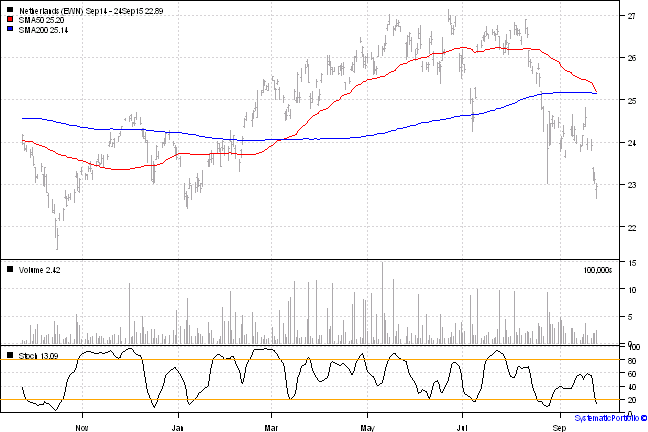 Netherlands (EWN) Sep14 - 24Sep15 22.89
SMA50 25.20
SMA200 25.14
27
26
25
24
23
22
Volume 2.42
100,000s
15
10
5
0
Stoch 13.09
100
80
60
40
20
0
Nov Jan Mar May Jul Sep
SystematicPortfolio ©